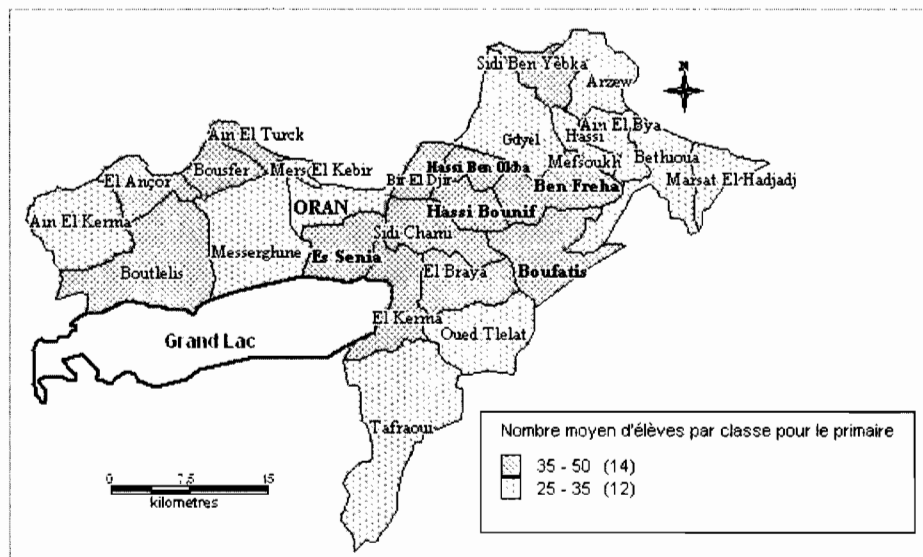 N
Sidi Ben Yebka
Arzew
Ain El Turck
Ain El Bya
Hassi
Mefsoukh
Gdyel
Bethioua
Marsat El Hadjadj
Bousfer
Mers El Kebir
Hassi Ben Okba
Bir El Djir
El Ançor
Ben Freha
ORAN
Hassi Bounif
Ain El Kerma
Sidi Chami
Messerghine
Es Senia
Boutlelis
El Braya
Boufatis
El Kerma
Oued Tlelat
Grand Lac
Tafraoui
Nombre moyen d'élèves par classe pour le primaire
35 - 50 (14)
25 - 35 (12)
0 7,5 15
kilometres